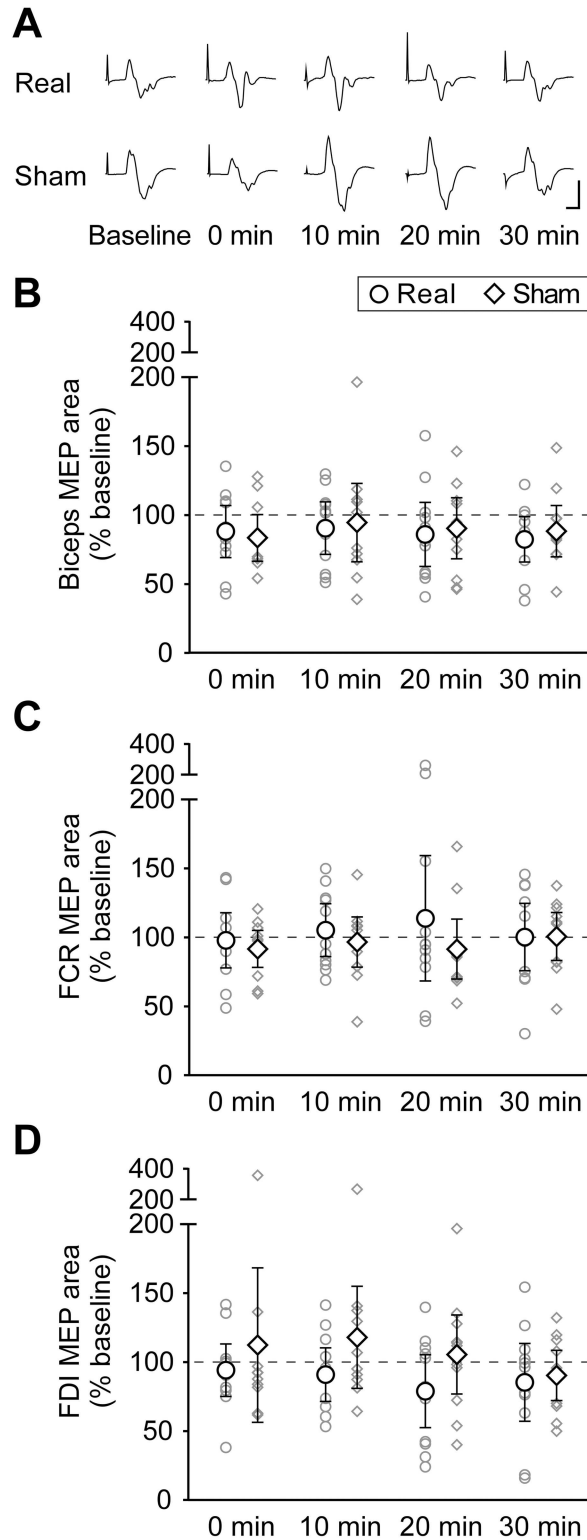 A
Real
Sham
Baseline 0 min 10 min 20 min 30 min
B
Real Sham
Biceps MEP area
(% baseline)
400
200
200
150
100
50
0
0 min 10 min 20 min 30 min
C
FCR MEP area
(% baseline)
400
200
200
150
100
50
0
0 min 10 min 20 min 30 min
D
FDI MEP area
(% baseline)
400
200
200
150
100
50
0
0 min 10 min 20 min 30 min